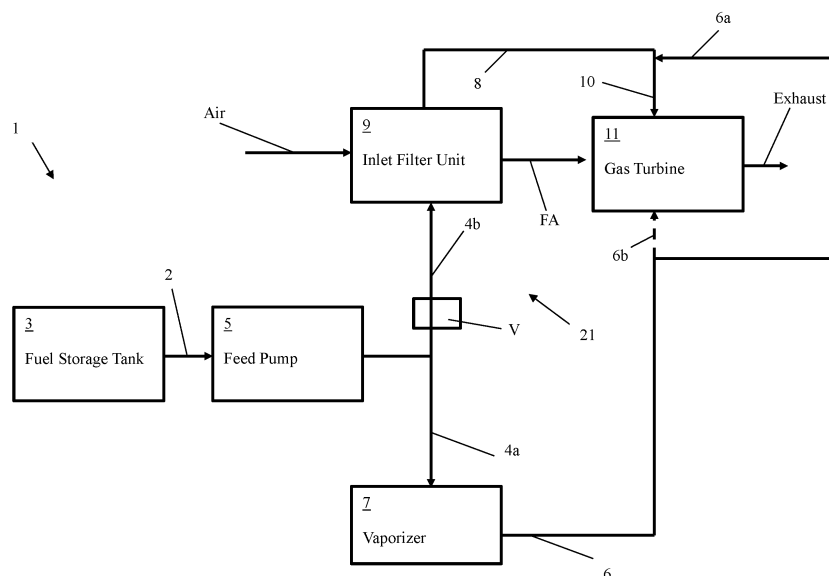 6a
8
10
Exhaust
Air
1
9
Inlet Filter Unit
11
Gas Turbine
FA
4b
6b
2
3
Fuel Storage Tank
5
Feed Pump
V
21
4a
7
Vaporizer
6